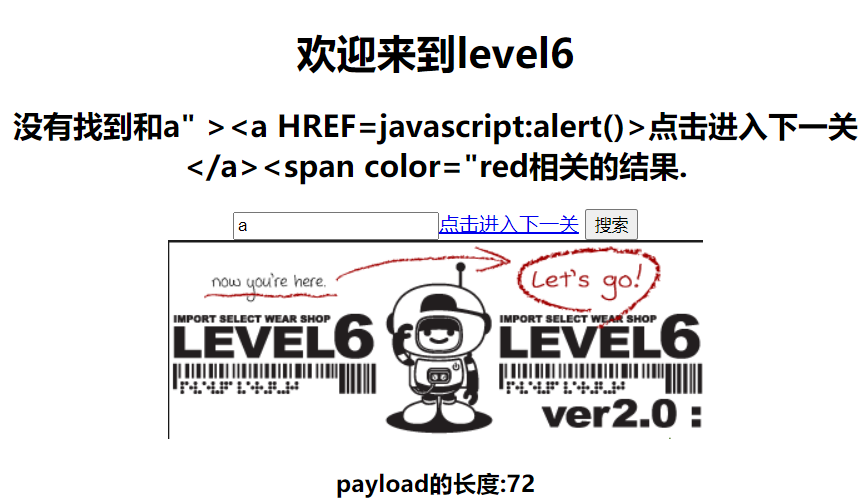 欢迎来到level6
没有找到和a" ><a HREF=javascript:alert()>点击进入下一关
</a><span color="red相关的结果.
a点击进入下一关 搜索
now you're here. Let's go!
IMPORT SELECT WEAR SHOP IMPORT SELECT WEAR SHOP
LEVEL6 LEVEL6
ver2.0 :
payload的长度:72